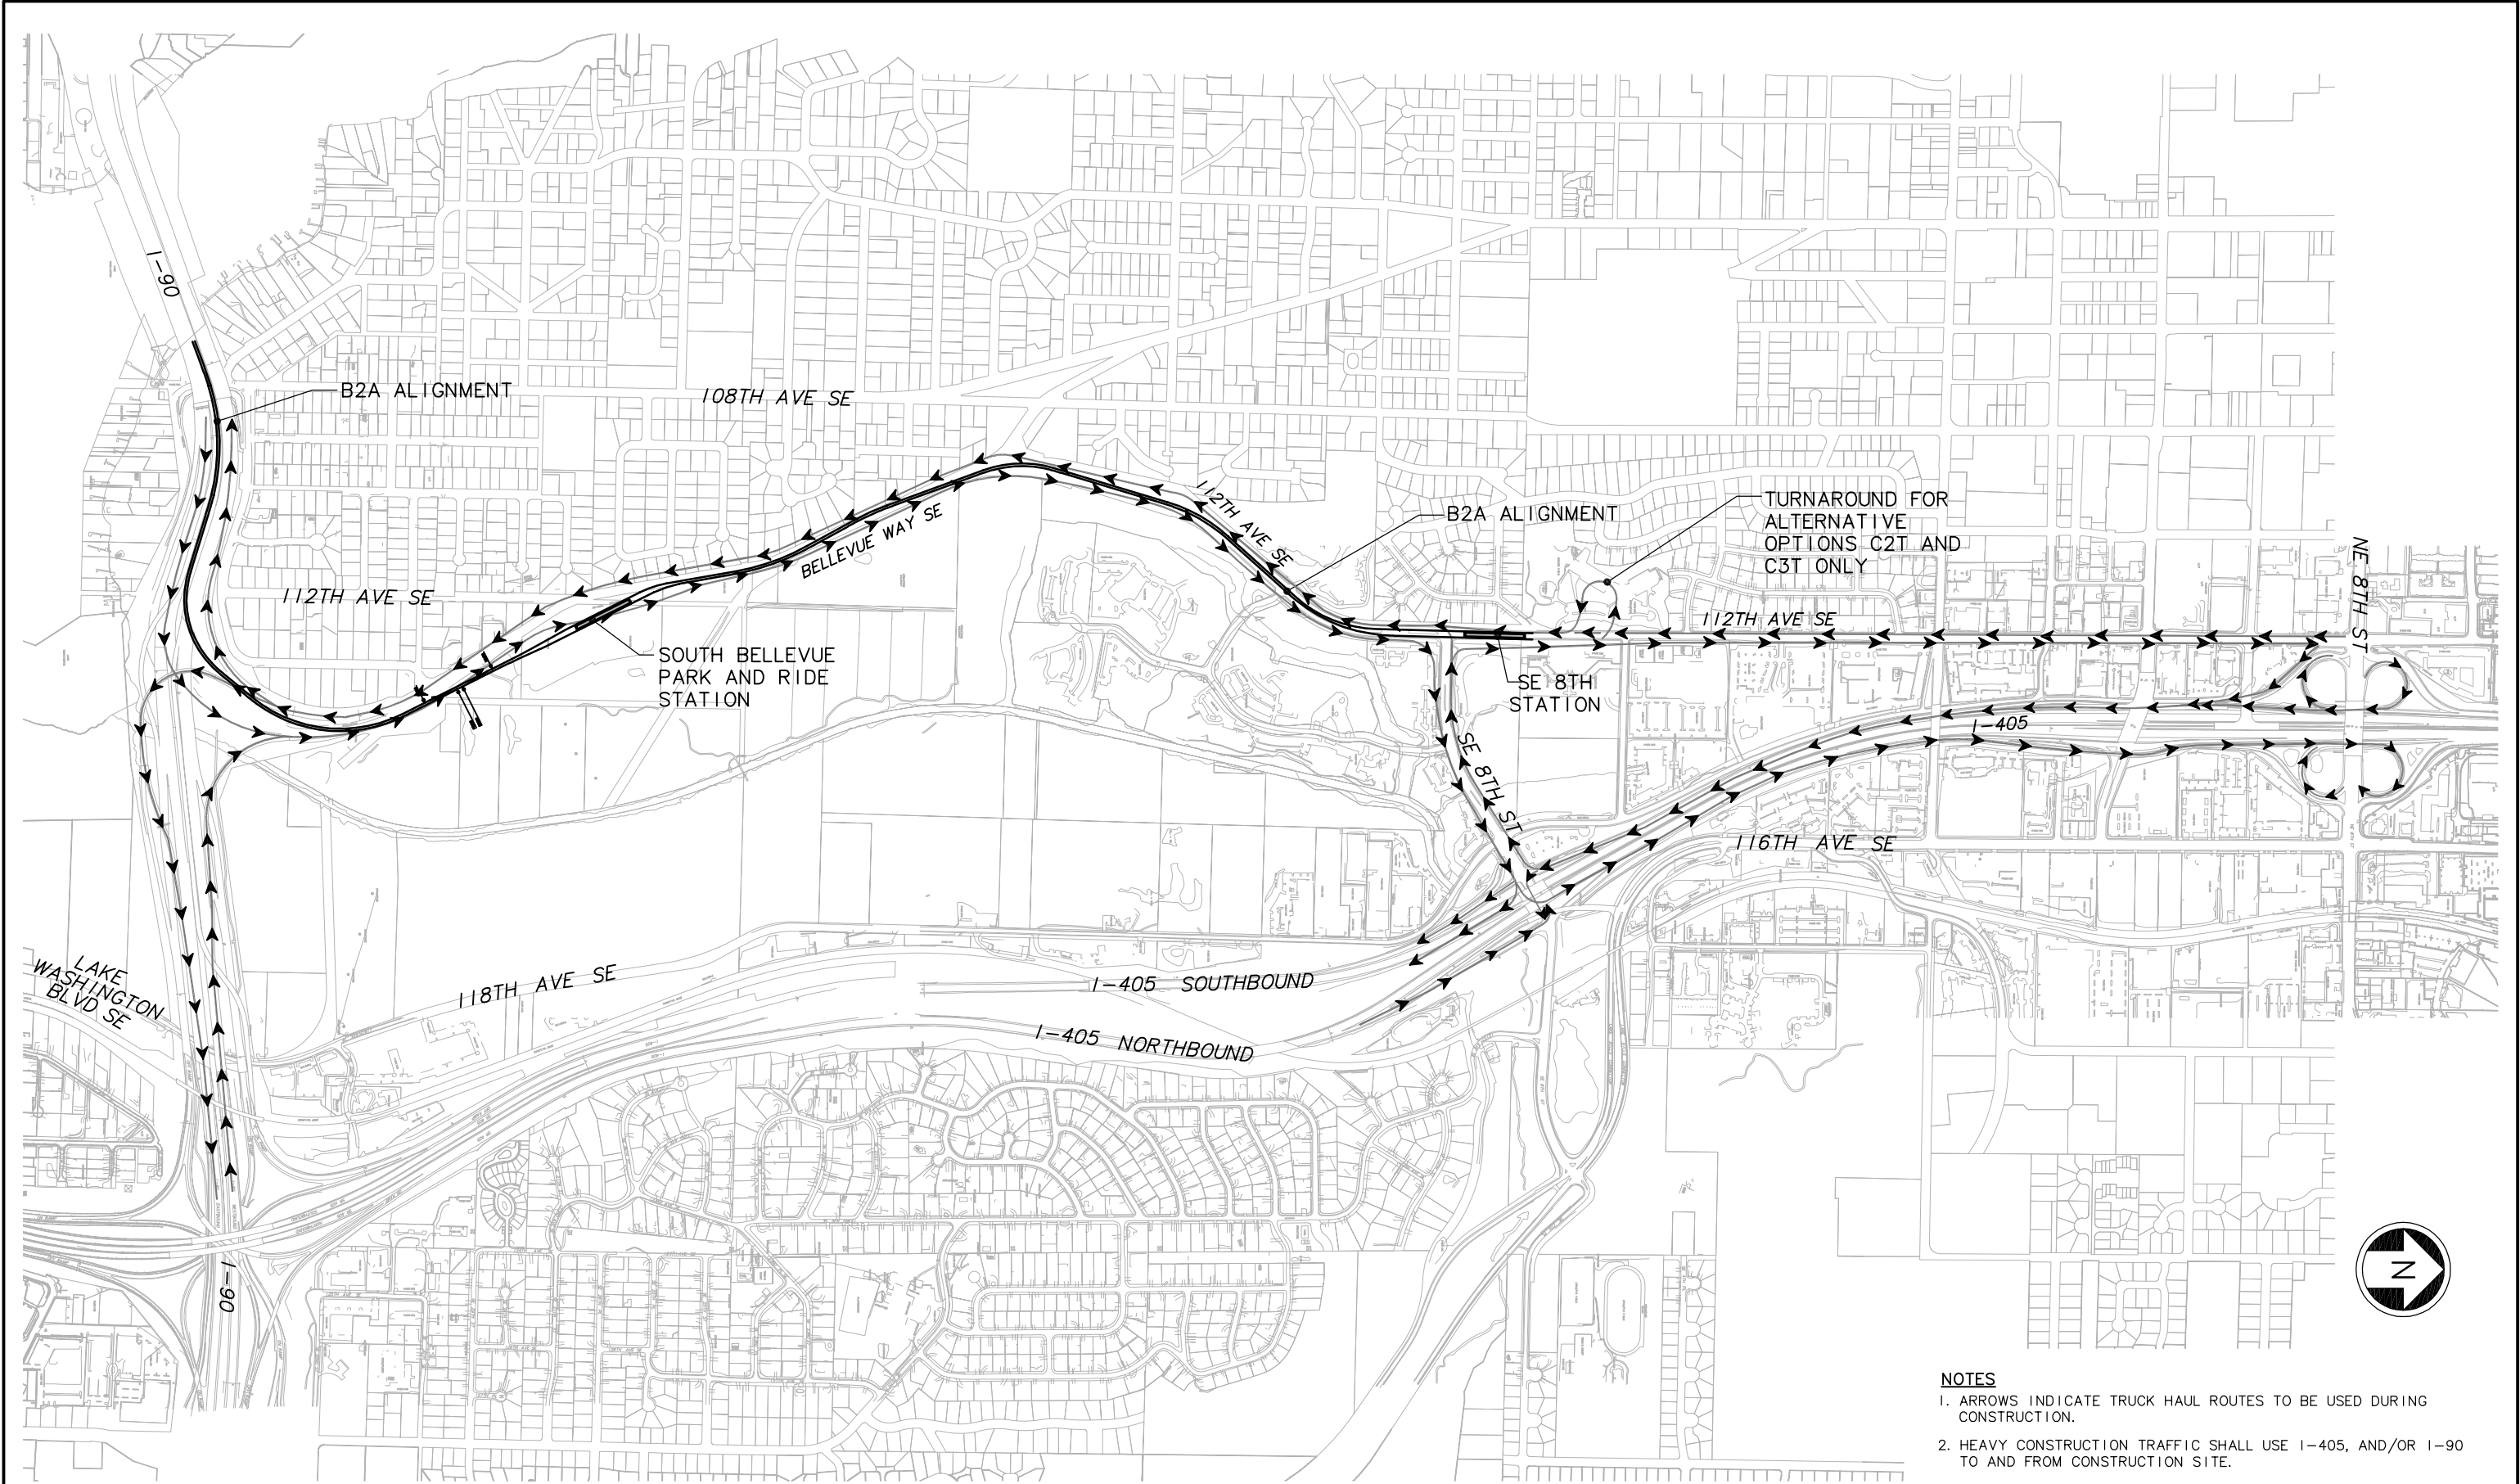 I-90
B2A ALIGNMENT
108TH AVE SE
112TH AVE SE
BELLEVUE WAY SE
112TH AVE SE
B2A ALIGNMENT
TURNAROUND FOR
ALTERNATIVE
OPTIONS C2T AND
C3T ONLY
NE 8TH ST
112TH AVE SE
SOUTH BELLEVUE
PARK AND RIDE
STATION
SE 8TH
STATION
I-405
SE 8TH ST
116TH AVE SE
LAKE
WASHINGTON
BLVD SE
118TH AVE SE
I-405 SOUTHBOUND
I-405 NORTHBOUND
I-90
N
NOTES
1. ARROWS INDICATE TRUCK HAUL ROUTES TO BE USED DURING
CONSTRUCTION.
2. HEAVY CONSTRUCTION TRAFFIC SHALL USE I-405, AND/OR I-90
TO AND FROM CONSTRUCTION SITE.